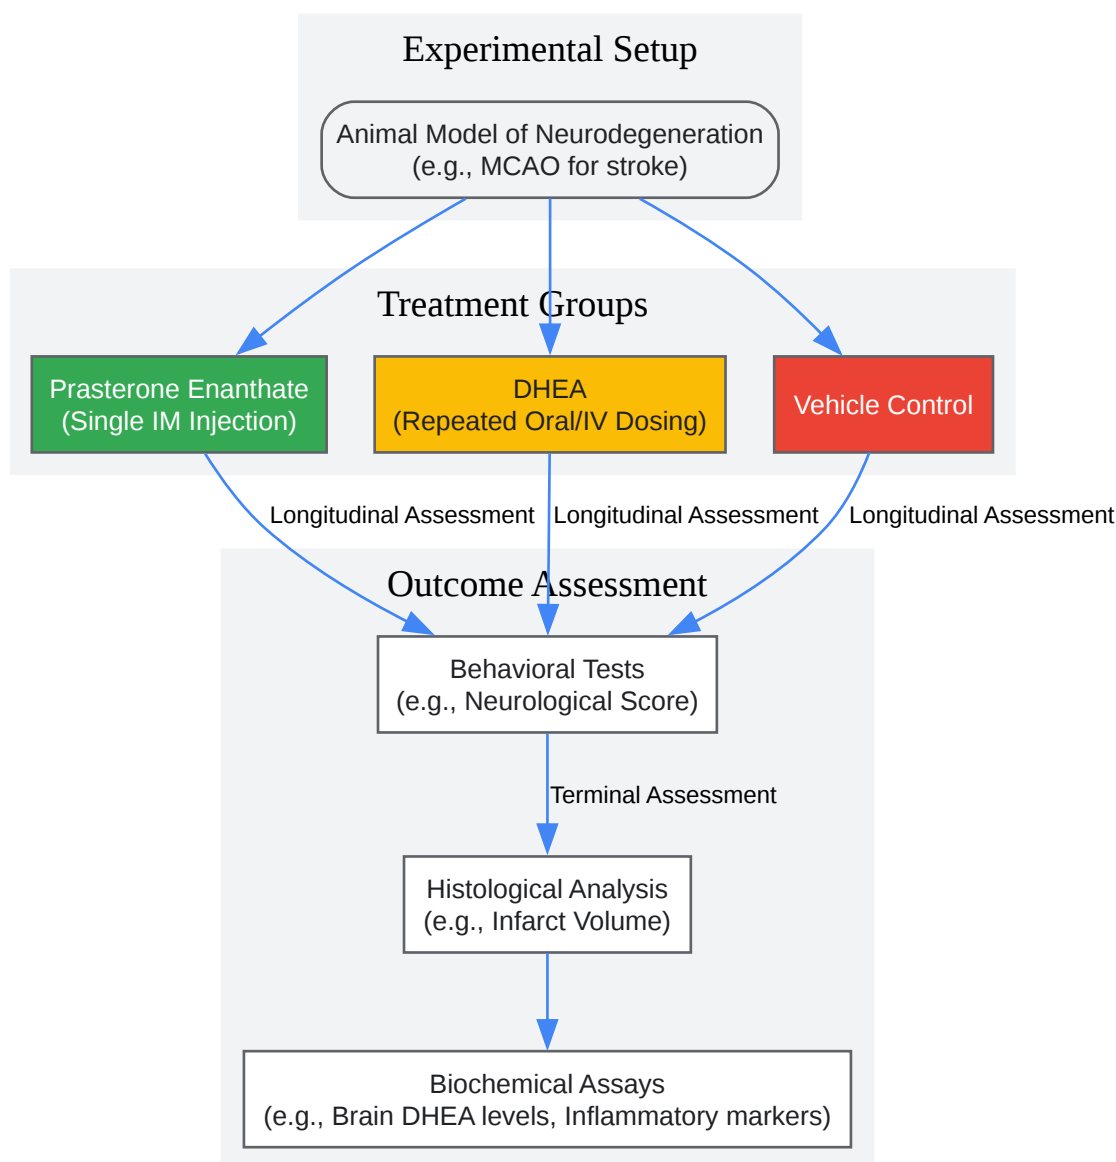 Experimental Setup
Animal Model of Neurodegeneration
(e.g., MCAO for stroke)
Treatment Groups
Prasterone Enanthate
(Single IM Injection)
DHEA
(Repeated Oral/IV Dosing)
Vehicle Control
Longitudinal Assessment
Longitudinal Assessment
Longitudinal Assessment
Outcome Assessment
Behavioral Tests
(e.g., Neurological Score)
Terminal Assessment
Histological Analysis
(e.g., Infarct Volume)
Biochemical Assays
(e.g., Brain DHEA levels, Inflammatory markers)